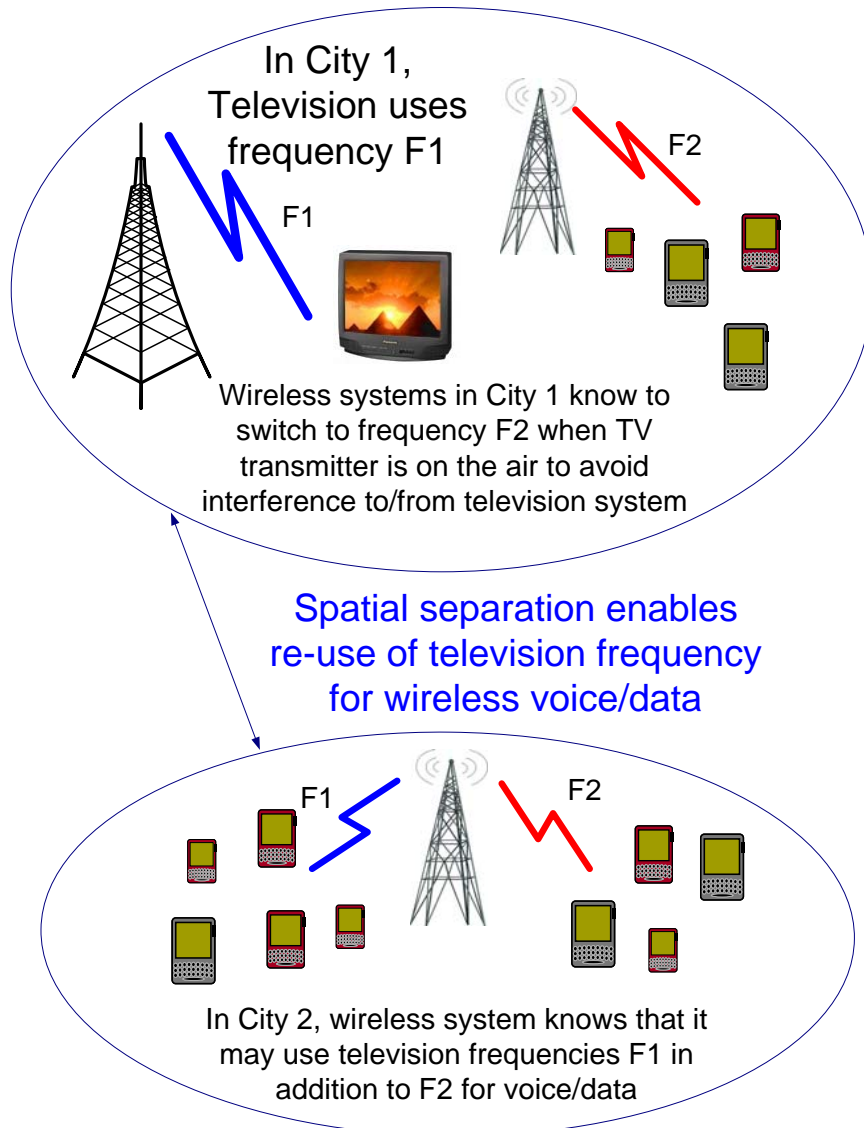 In City 1,
Television uses
frequency F1
F2
F1
Wireless systems in City 1 know to
switch to frequency F2 when TV
transmitter is on the air to avoid
interference to/from television system
Spatial separation enables
re-use of television frequency
for wireless voice/data
F1
F2
In City 2, wireless system knows that it
may use television frequencies F1 in
addition to F2 for voice/data